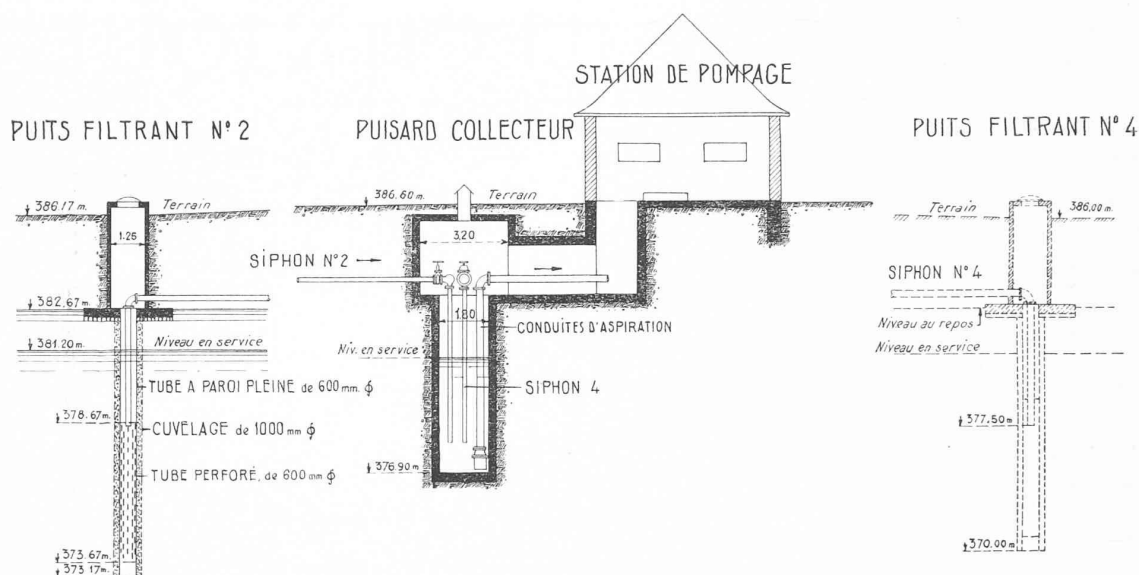 STATION DE POMPAGE
PUITS FILTRANT N° 2
PUISARD COLLECTEUR
PUITS FILTRANT N° 4
386.17 m.
Terrain
1.25
382.67 m.
381.20 m.
Niveau en service
TUBE A PAROI PLEINE de 600 mm. ϕ
378.67 m.
CUVELAGE de 1000 mm ϕ
TUBE PERFORÉ, de 600 mm ϕ
373.67 m.
373.17 m.
386.60 m.
Terrain
3.20
SIPHON N°2
1.80
CONDUITES D'ASPIRATION
Niv. en service
SIPHON 4
376.90 m
Terrain
386,00 m.
SIPHON N° 4
Niveau au repos
Niveau en service
377.50 m
370.00 m